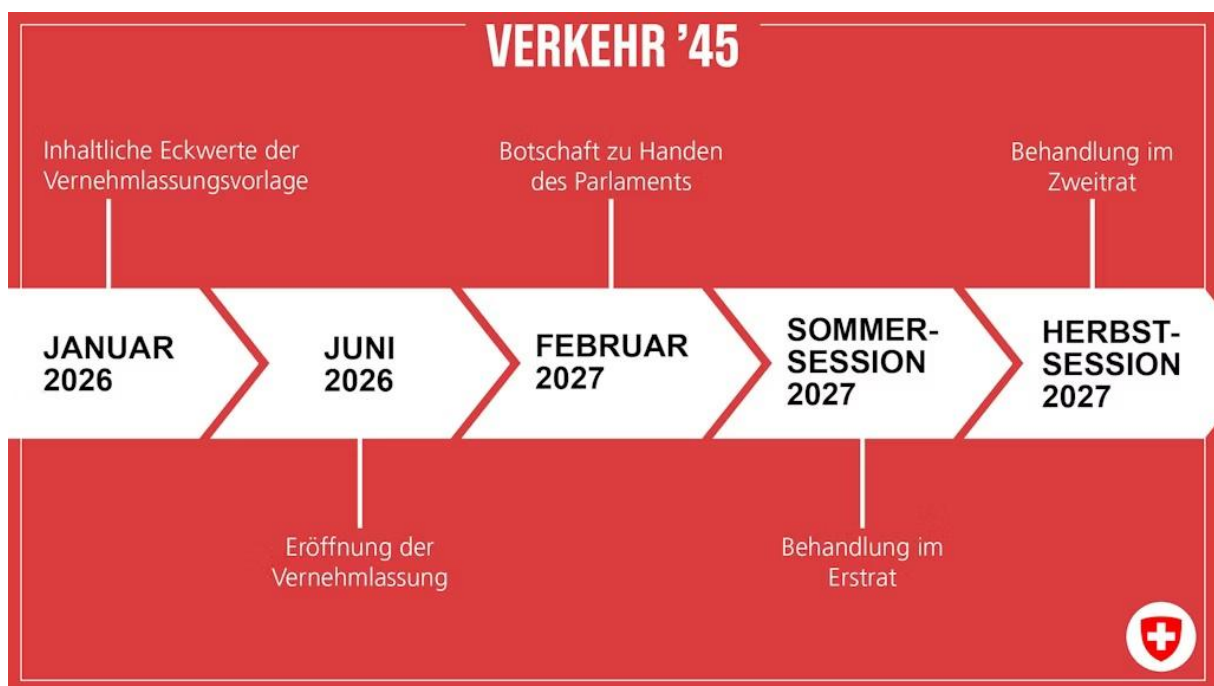 VERKEHR ’45
Inhaltliche Eckwerte der
Vernehmlassungsvorlage
Botschaft zu Handen
des Parlaments
Behandlung im
Zweitrat
JANUAR
2026
JUNI
2026
FEBRUAR
2027
SOMMER-
SESSION
2027
HERBST-
SESSION
2027
Eröffnung der
Vernehmlassung
Behandlung im
Erstrat